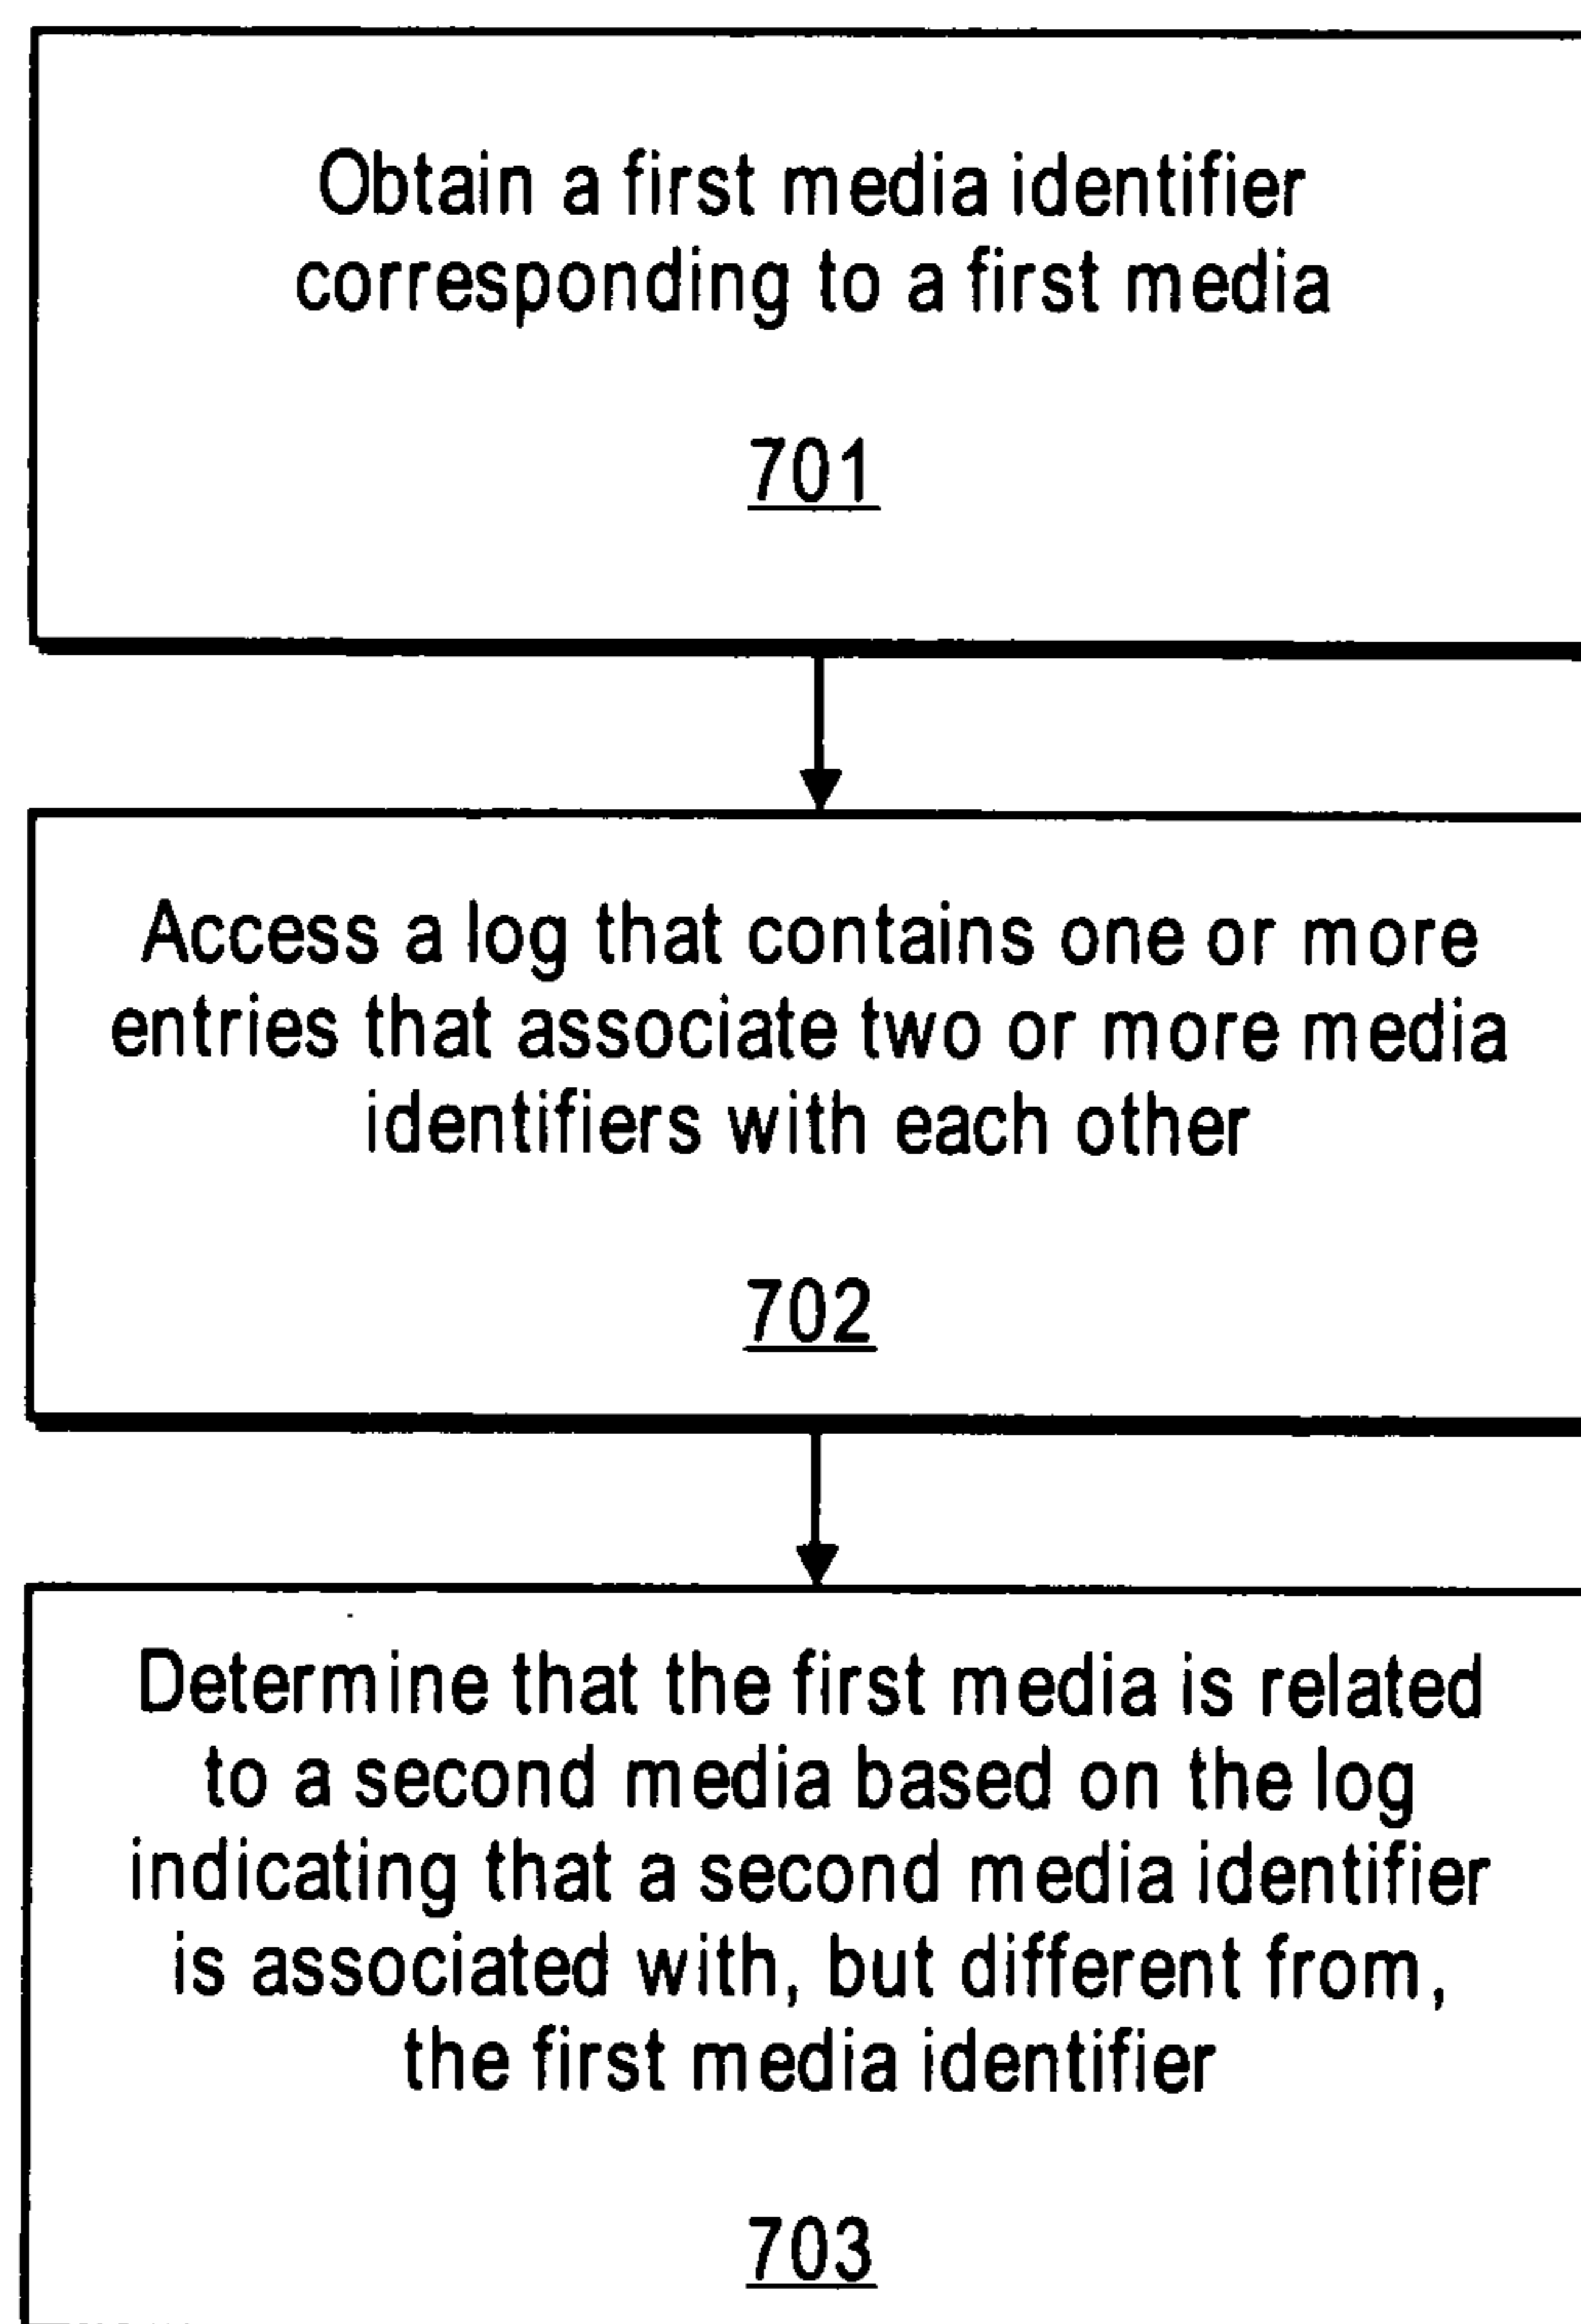 Obtain a first media identifier
corresponding to a first media
701
Access a log that contains one or more
entries that associate two or more media
identifiers with each other
702
Determine that the first media is related
to a second media based on the log
indicating that a second media identifier
is associated with, but different from,
the first media identifier
703